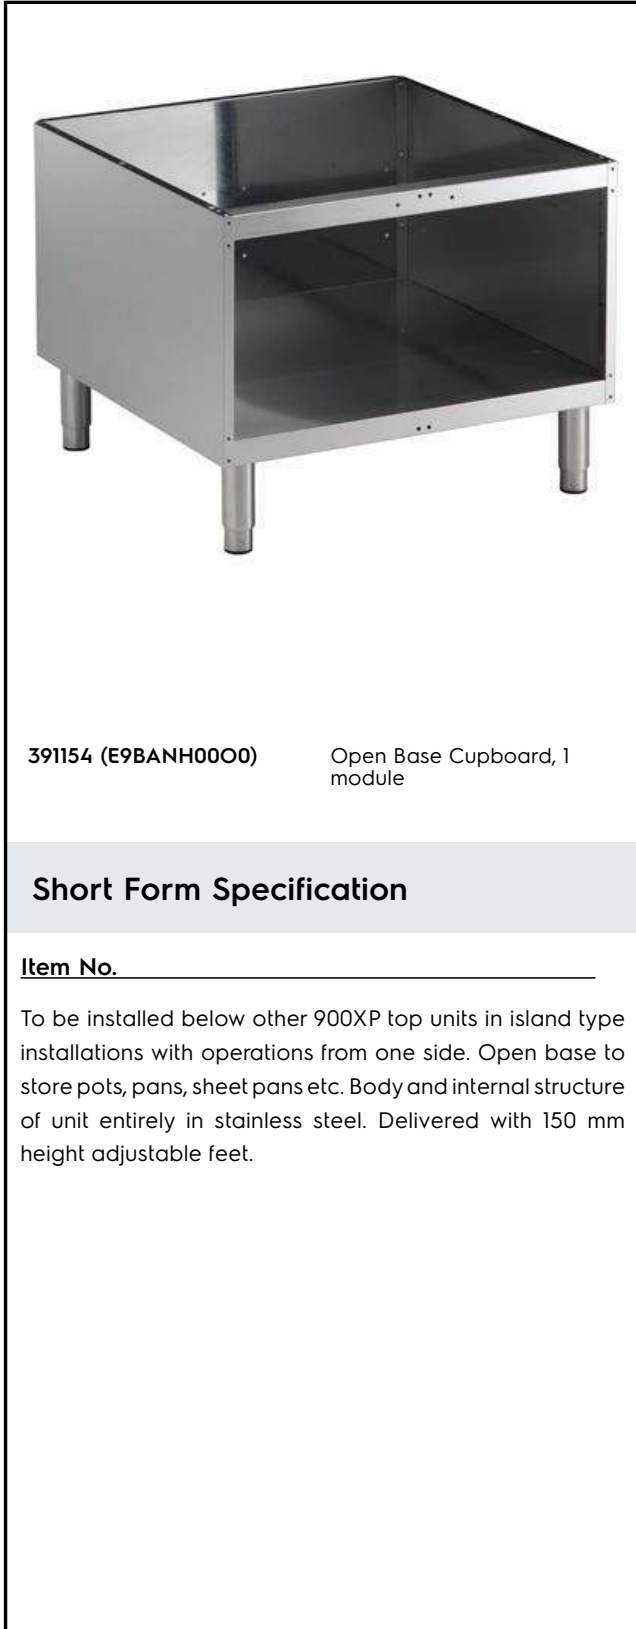 391154 (E9BANH00O0)
Open Base Cupboard, 1
module
Short Form Specification
Item No.
To be installed below other 900XP top units in island type
installations with operations from one side. Open base to
store pots, pans, sheet pans etc. Body and internal structure
of unit entirely in stainless steel. Delivered with 150 mm
height adjustable feet.